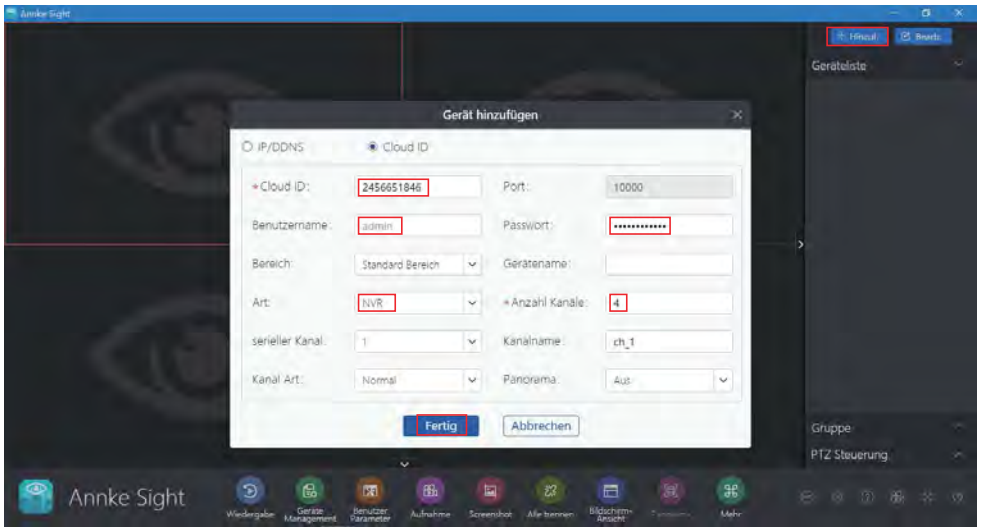 Annke Sight
Hinzuf. Bearb.
Geräteliste
Gerät hinzufügen
IP/DDNS Cloud ID
*Cloud ID: 2456651846 Port: 10000
Benutzername: admin Passwort: ••••••••••••
Bereich: Standard Bereich Gerätename:
Art: NVR *Anzahl Kanäle: 4
serieller Kanal: 1 Kanalname: ch_1
Kanal Art: Normal Panorama: Aus
Fertig Abbrechen
Gruppe
PTZ Steuerung
Annke Sight
Wiedergabe Geräte Management Benutzer Parameter Aufnahme Screenshot Alle trennen Bildschirm-Ansicht Mehr